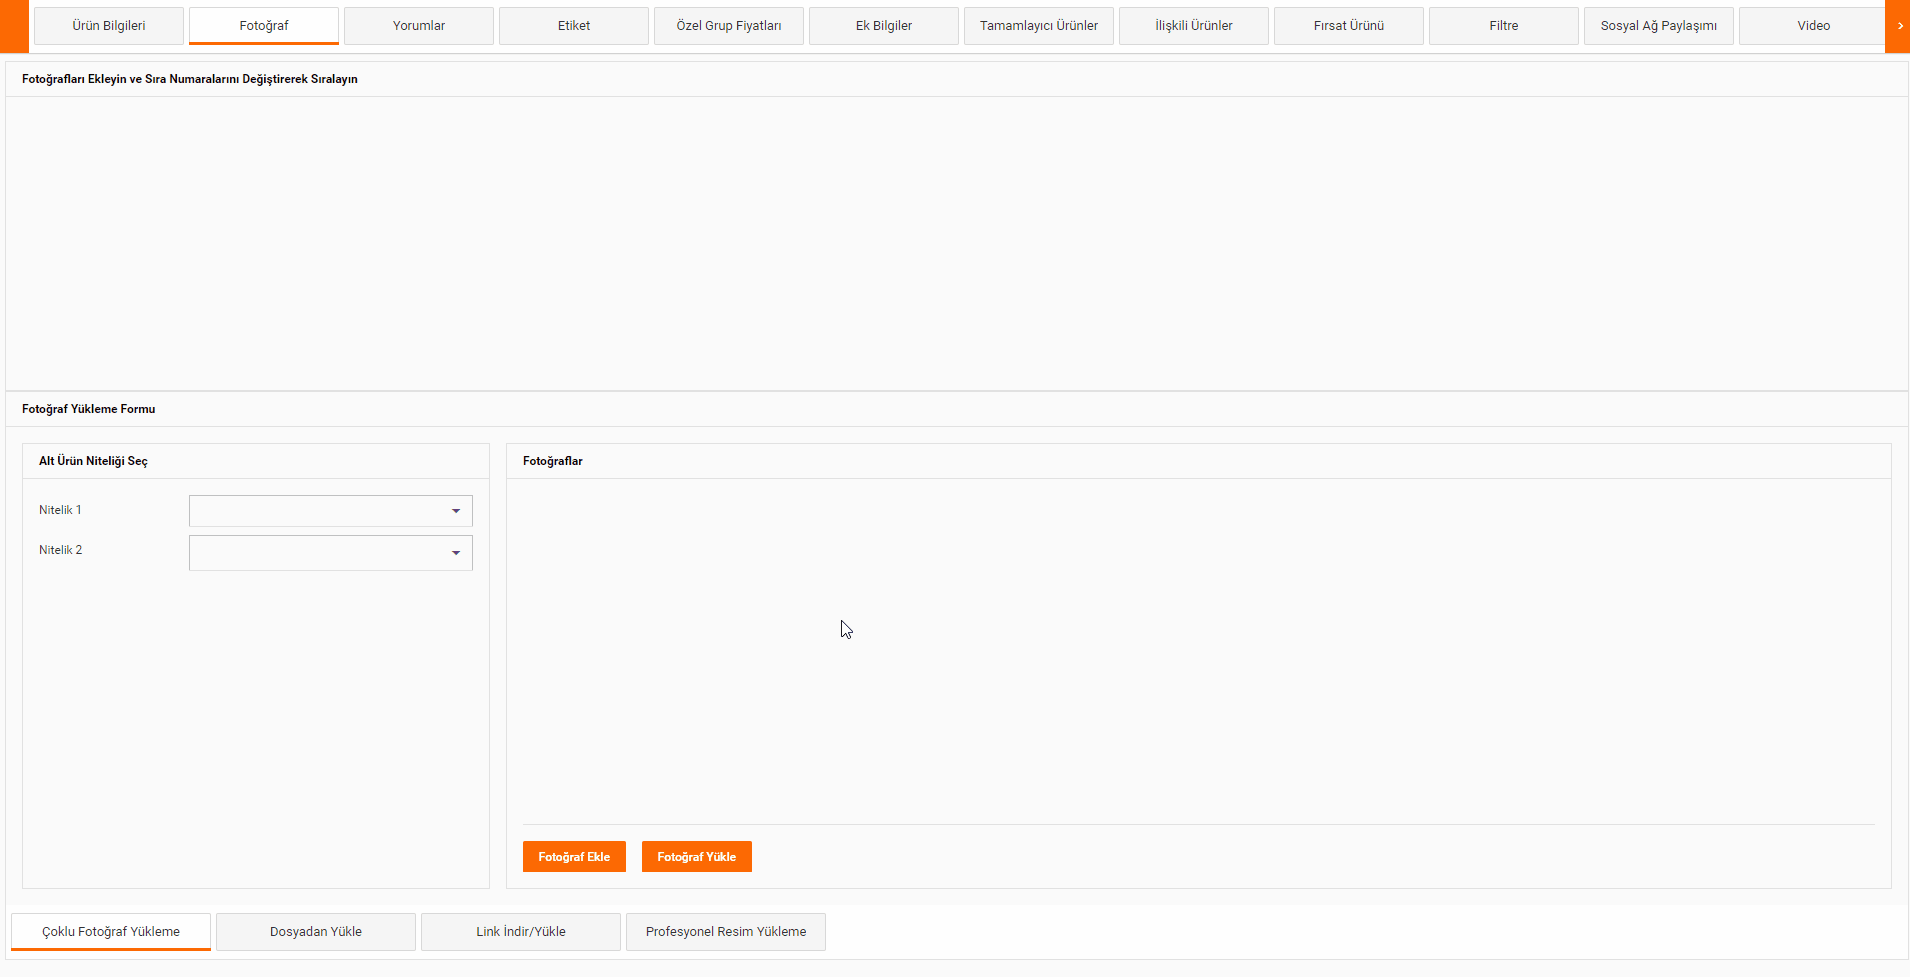 Ürün Bilgileri
Fotoğraf
Yorumlar
Etiket
Özel Grup Fiyatları
Ek Bilgiler
Tamamlayıcı Ürünler
İlişkili Ürünler
Fırsat Ürünü
Filtre
Sosyal Ağ Paylaşımı
Video
Fotoğrafları Ekleyin ve Sıra Numaralarını Değiştirerek Sıralayın
Fotoğraf Yükleme Formu
Alt Ürün Niteliği Seç
Nitelik 1
Nitelik 2
Fotoğraflar
Fotoğraf Ekle
Fotoğraf Yükle
Çoklu Fotoğraf Yükleme
Dosyadan Yükle
Link İndir/Yükle
Profesyonel Resim Yükleme